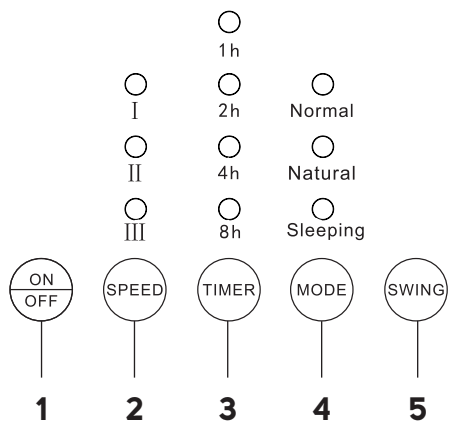 1h
I 2h Normal
II 4h Natural
III 8h Sleeping
ON
OFF
SPEED TIMER MODE SWING
1 2 3 4 5